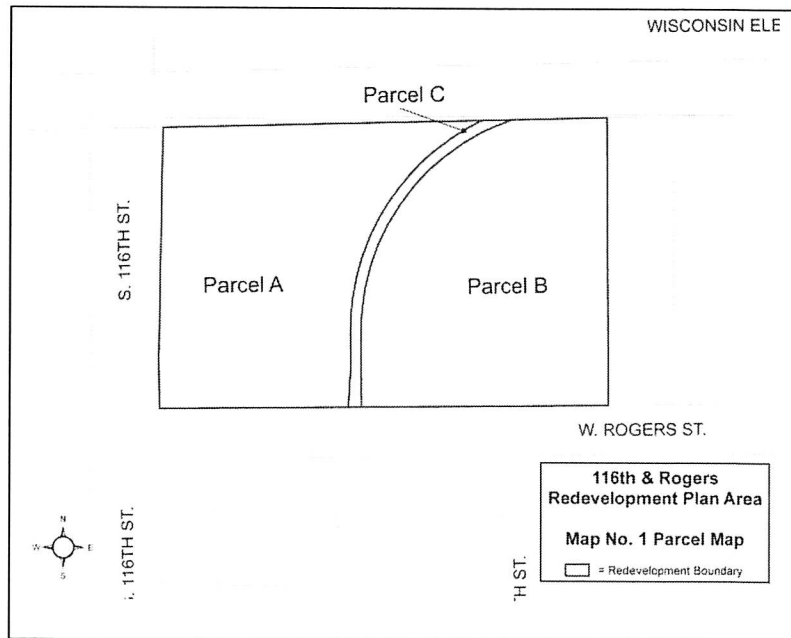 WISCONSIN ELE
Parcel C
S. 116TH ST.
Parcel A
Parcel B
W. ROGERS ST.
116th & Rogers
Redevelopment Plan Area
Map No. 1 Parcel Map
= Redevelopment Boundary
N
W
E
S
. 116TH ST.
TH ST.